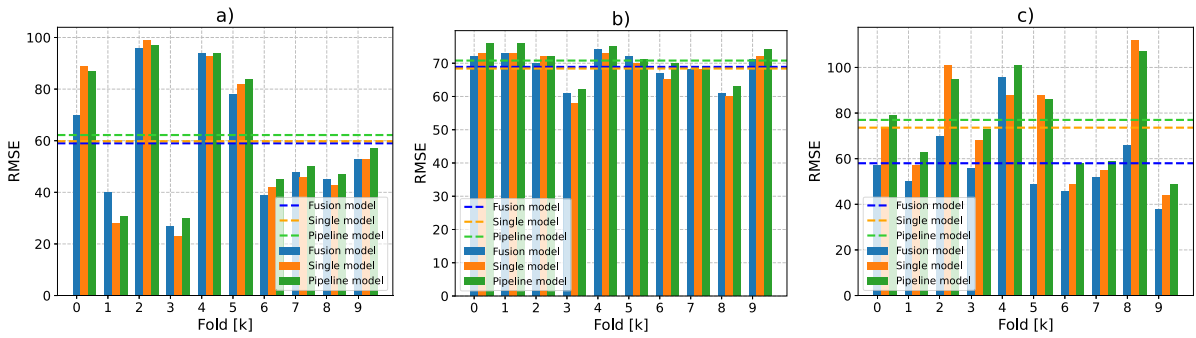 a)
RMSE
100
80
60
40
20
0
Fusion model
Single model
Pipeline model
Fusion model
Single model
Pipeline model
0 1 2 3 4 5 6 7 8 9
Fold [k]
b)
RMSE
70
60
50
40
30
20
10
0
Fusion model
Single model
Pipeline model
Fusion model
Single model
Pipeline model
0 1 2 3 4 5 6 7 8 9
Fold [k]
c)
RMSE
100
80
60
40
20
0
Fusion model
Single model
Pipeline model
Fusion model
Single model
Pipeline model
0 1 2 3 4 5 6 7 8 9
Fold [k]